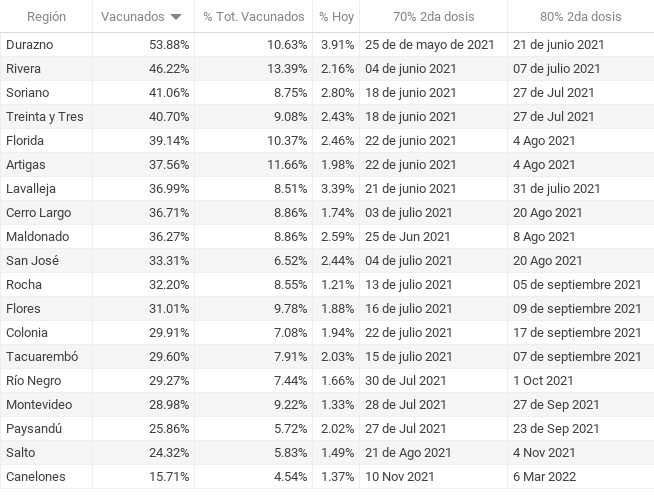 Región Vacunados % Tot. Vacunados % Hoy 70% 2da dosis 80% 2da dosis
Durazno 53.88% 10.63% 3.91% 25 de de mayo de 2021 21 de junio 2021
Rivera 46.22% 13.39% 2.16% 04 de junio 2021 07 de julio 2021
Soriano 41.06% 8.75% 2.80% 18 de junio 2021 27 de Jul 2021
Treinta y Tres 40.70% 9.08% 2.43% 18 de junio 2021 27 de Jul 2021
Florida 39.14% 10.37% 2.46% 22 de junio 2021 4 Ago 2021
Artigas 37.56% 11.66% 1.98% 22 de junio 2021 4 Ago 2021
Lavalleja 36.99% 8.51% 3.39% 21 de junio 2021 31 de julio 2021
Cerro Largo 36.71% 8.86% 1.74% 03 de julio 2021 20 Ago 2021
Maldonado 36.27% 8.86% 2.59% 25 de Jun 2021 8 Ago 2021
San José 33.31% 6.52% 2.44% 04 de julio 2021 20 Ago 2021
Rocha 32.20% 8.55% 1.21% 13 de julio 2021 05 de septiembre 2021
Flores 31.01% 9.78% 1.88% 16 de julio 2021 09 de septiembre 2021
Colonia 29.91% 7.08% 1.94% 22 de julio 2021 17 de septiembre 2021
Tacuarembó 29.60% 7.91% 2.03% 15 de julio 2021 07 de septiembre 2021
Río Negro 29.27% 7.44% 1.66% 30 de Jul 2021 1 Oct 2021
Montevideo 28.98% 9.22% 1.33% 28 de Jul 2021 27 de Sep 2021
Paysandú 25.86% 5.72% 2.02% 27 de Jul 2021 23 de Sep 2021
Salto 24.32% 5.83% 1.49% 21 de Ago 2021 4 Nov 2021
Canelones 15.71% 4.54% 1.37% 10 Nov 2021 6 Mar 2022